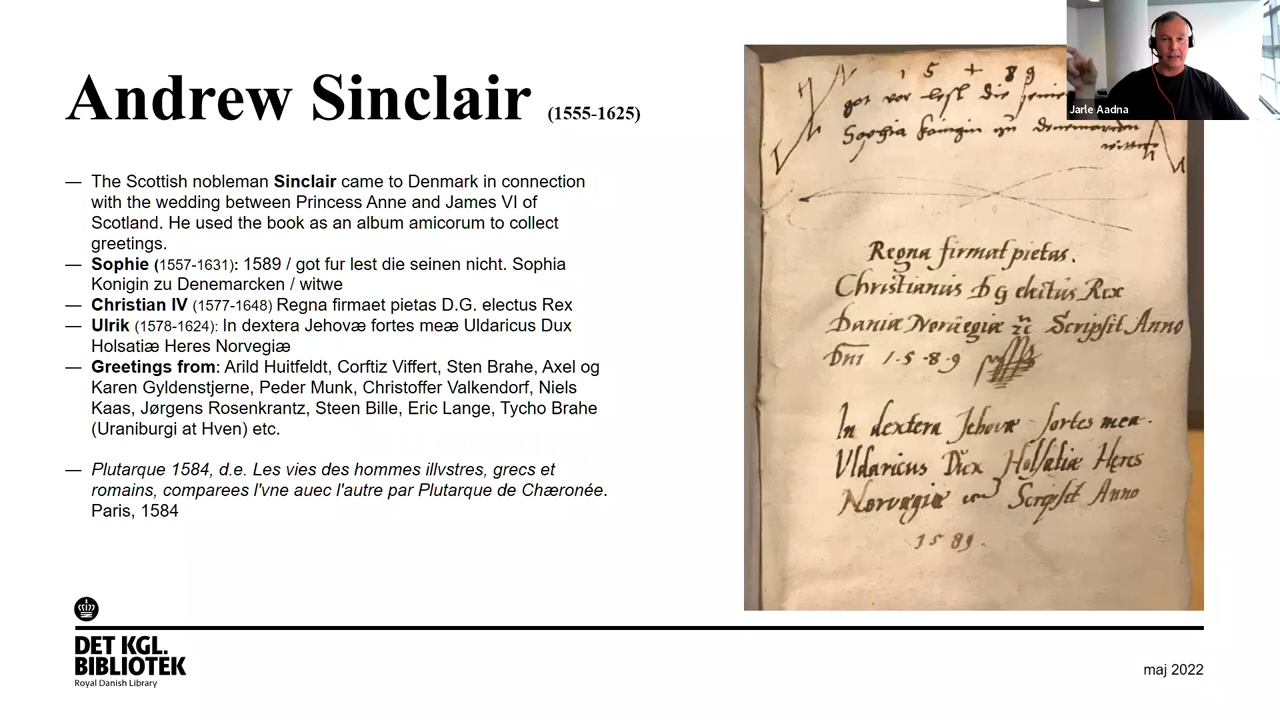 Andrew Sinclair (1555-1625)
— The Scottish nobleman Sinclair came to Denmark in connection
with the wedding between Princess Anne and James VI of
Scotland. He used the book as an album amicorum to collect
greetings.
— Sophie (1557-1631): 1589 / got fur lest die seinen nicht. Sophia
Konigin zu Denemarcken / witwe
— Christian IV (1577-1648) Regna firmaet pietas D.G. electus Rex
— Ulrik (1578-1624): In dextera Jehovæ fortes meæ Uldaricus Dux
Holsatiæ Heres Norvegiæ
— Greetings from: Arild Huitfeldt, Corftiz Viffert, Sten Brahe, Axel og
Karen Gyldenstjerne, Peder Munk, Christoffer Valkendorf, Niels
Kaas, Jørgens Rosenkrantz, Steen Bille, Eric Lange, Tycho Brahe
(Uraniburgi at Hven) etc.
— Plutarque 1584, d.e. Les vies des hommes illvstres, grecs et
romains, comparees l'vne auec l'autre par Plutarque de Chæronée.
Paris, 1584
15 + 89
got vor lest die
Sophia
Regna firmat pietas.
Christianus D G electus Rex
Daniæ Norvegiæ Scripsit Anno
Dni 1·5·8·9
In dextera Jehovæ sortes meæ.
Vldaricus Dux Holsatiæ Heres
Norvegiæ Scripsit Anno
1589.
Jarle Aadna
DET KGL.
BIBLIOTEK
Royal Danish Library
maj 2022